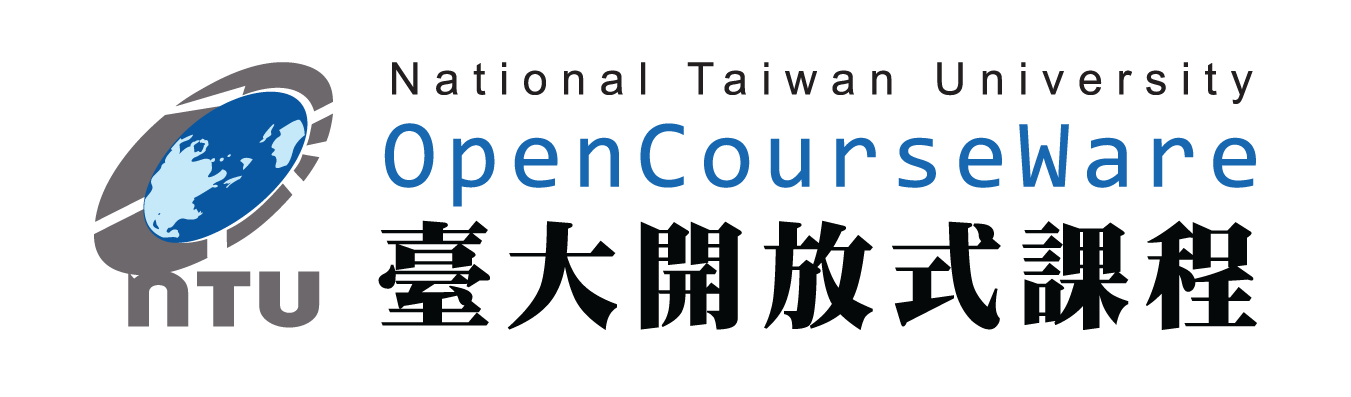 National Taiwan University
OpenCourseWare
臺大開放式課程
NTU